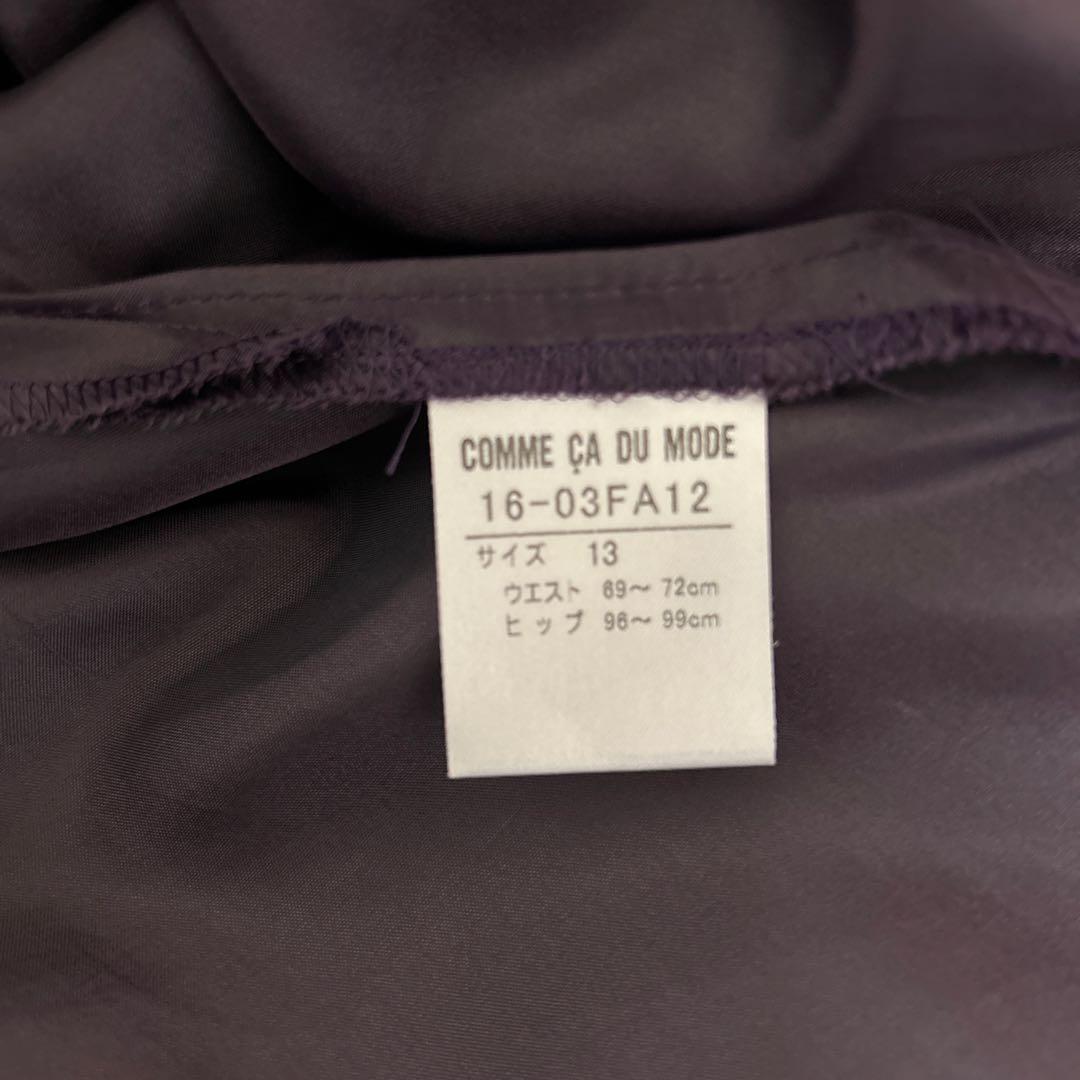 COMME ÇA DU MODE
16-03FA12
サイズ 13
ウエスト 69〜 72cm
ヒップ 96〜 99cm